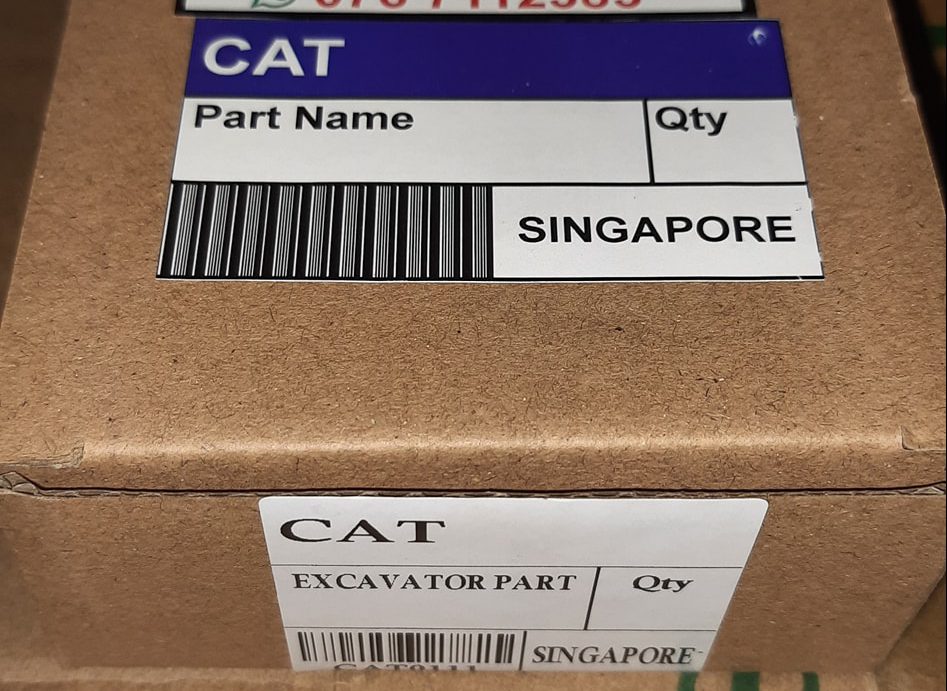 CAT
Part Name Qty
SINGAPORE
CAT
EXCAVATOR PART Qty
SINGAPORE